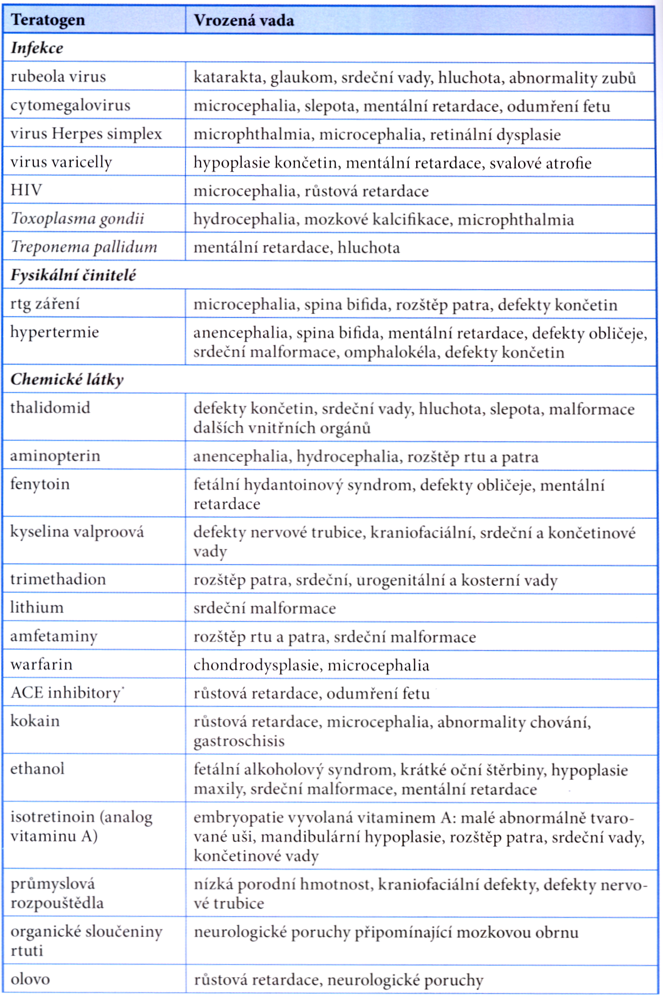 Teratogen Vrozená vada
Infekce
rubeola virus katarakta, glaukom, srdeční vady, hluchota, abnormality zubů
cytomegalovirus microcephalia, slepota, mentální retardace, odumření fetu
virus Herpes simplex microphthalmia, microcephalia, retinální dysplasie
virus varicelly hypoplasie končetin, mentální retardace, svalové atrofie
HIV microcephalia, růstová retardace
Toxoplasma gondii hydrocephalia, mozkové kalcifikace, microphthalmia
Treponema pallidum mentální retardace, hluchota
Fysikální činitelé
rtg záření microcephalia, spina bifida, rozštěp patra, defekty končetin
hypertermie anencephalia, spina bifida, mentální retardace, defekty obličeje,
srdeční malformace, omphalokéla, defekty končetin
Chemické látky
thalidomid defekty končetin, srdeční vady, hluchota, slepota, malformace
dalších vnitřních orgánů
aminopterin anencephalia, hydrocephalia, rozštěp rtu a patra
fenytoin fetální hydantoinový syndrom, defekty obličeje, mentální
retardace
kyselina valproová defekty nervové trubice, kraniofaciální, srdeční a končetinové
vady
trimethadion rozštěp patra, srdeční, urogenitální a kosterní vady
lithium srdeční malformace
amfetaminy rozštěp rtu a patra, srdeční malformace
warfarin chondrodysplasie, microcephalia
ACE inhibitory* růstová retardace, odumření fetu
kokain růstová retardace, microcephalia, abnormality chování,
gastroschisis
ethanol fetální alkoholový syndrom, krátké oční štěrbiny, hypoplasie
maxily, srdeční malformace, mentální retardace
isotretinoin (analog embryopatie vyvolaná vitaminem A: malé abnormálně tvaro-
vitaminu A) vané uši, mandibulární hypoplasie, rozštěp patra, srdeční vady,
končetinové vady
průmyslová nízká porodní hmotnost, kraniofaciální defekty, defekty nervo-
rozpouštědla vé trubice
organické sloučeniny neurologické poruchy připomínající mozkovou obrnu
rtuti
olovo růstová retardace, neurologické poruchy